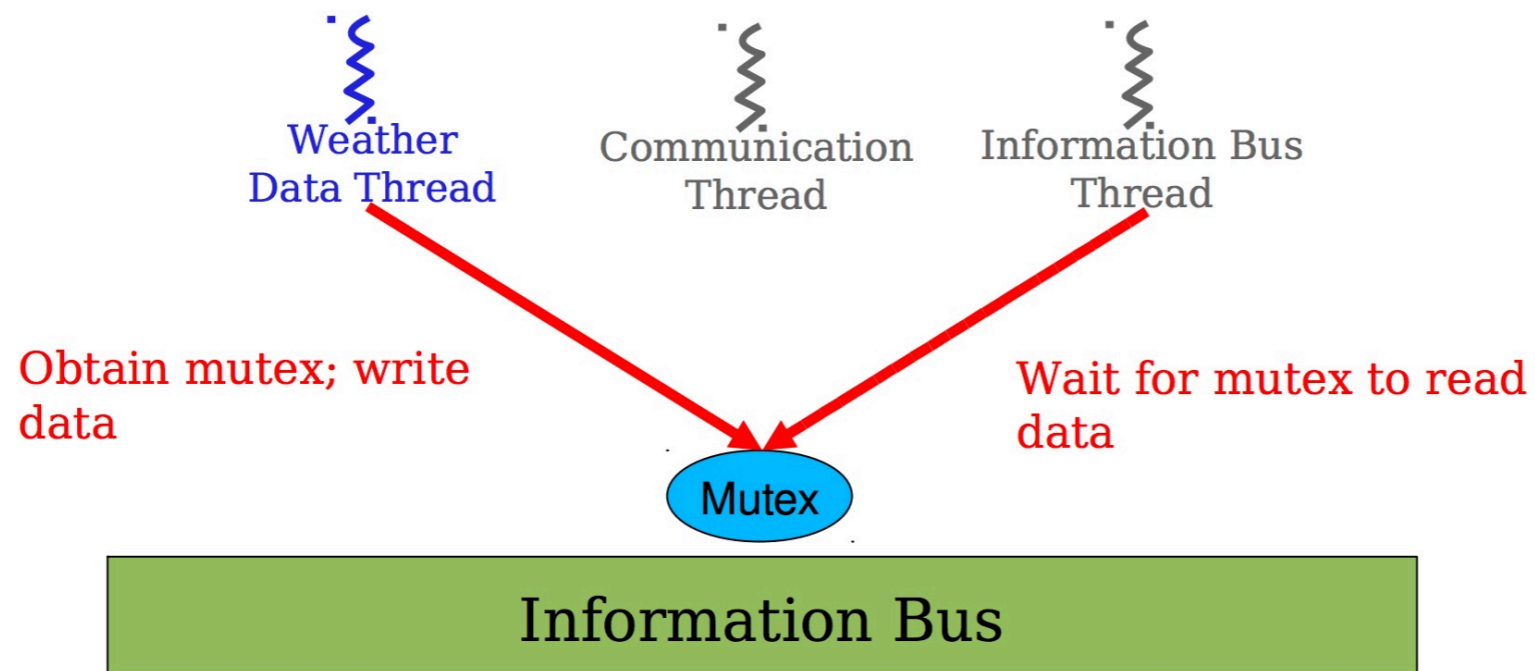 Weather
Data Thread
Communication
Thread
Information Bus
Thread
Obtain mutex; write
data
Wait for mutex to read
data
Mutex
Information Bus